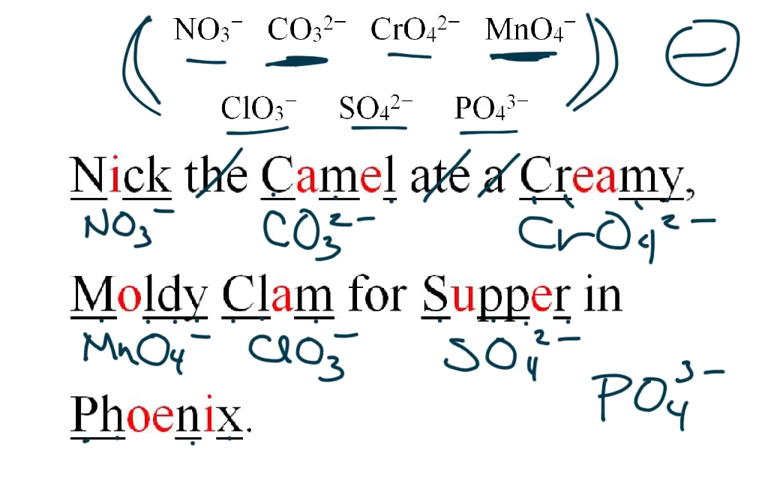 NO₃⁻ CO₃²⁻ CrO₄²⁻ MnO₄⁻
ClO₃⁻ SO₄²⁻ PO₄³⁻
Nick the Camel ate a Creamy,
NO₃⁻ CO₃²⁻ CrO₄²⁻
Moldy Clam for Supper in
MnO₄⁻ ClO₃⁻ SO₄²⁻
PO₄³⁻
Phoenix.